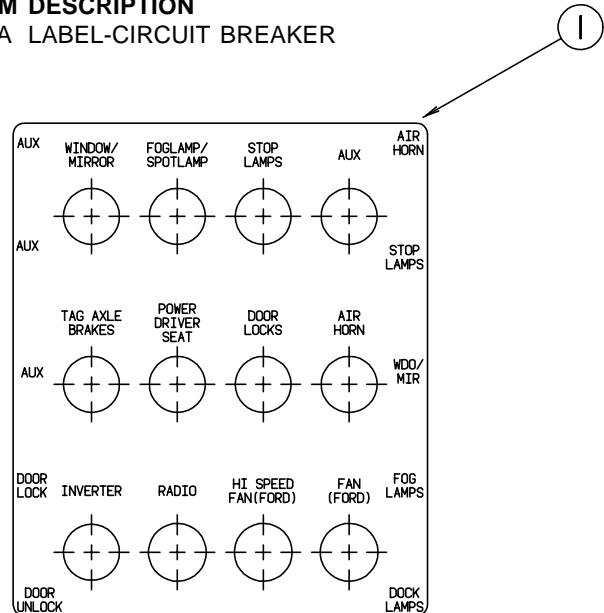 M DESCRIPTION
A LABEL-CIRCUIT BREAKER
1
AUX
WINDOW/
MIRROR
FOGLAMP/
SPOTLAMP
STOP
LAMPS
AUX
AIR
HORN
AUX
STOP
LAMPS
TAG AXLE
BRAKES
POWER
DRIVER
SEAT
DOOR
LOCKS
AIR
HORN
AUX
WDO/
MIR
DOOR
LOCK
INVERTER
RADIO
HI SPEED
FAN(FORD)
FAN
(FORD)
FOG
LAMPS
DOOR
UNLOCK
DOCK
LAMPS